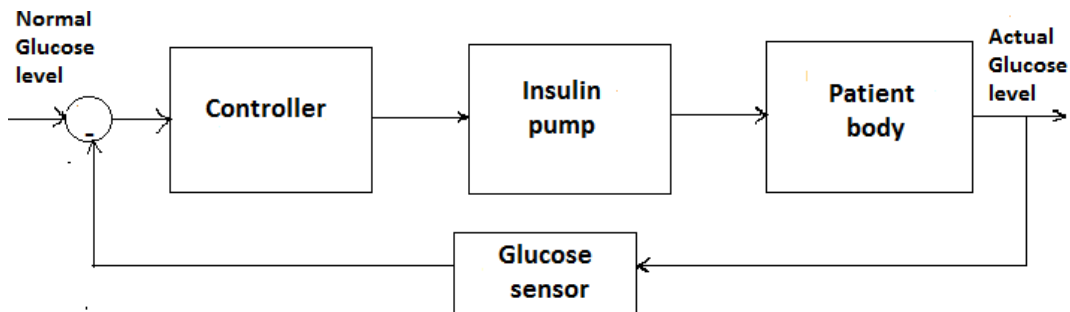 Normal
Glucose
level
Controller
Insulin
pump
Patient
body
Actual
Glucose
level
-
Glucose
sensor